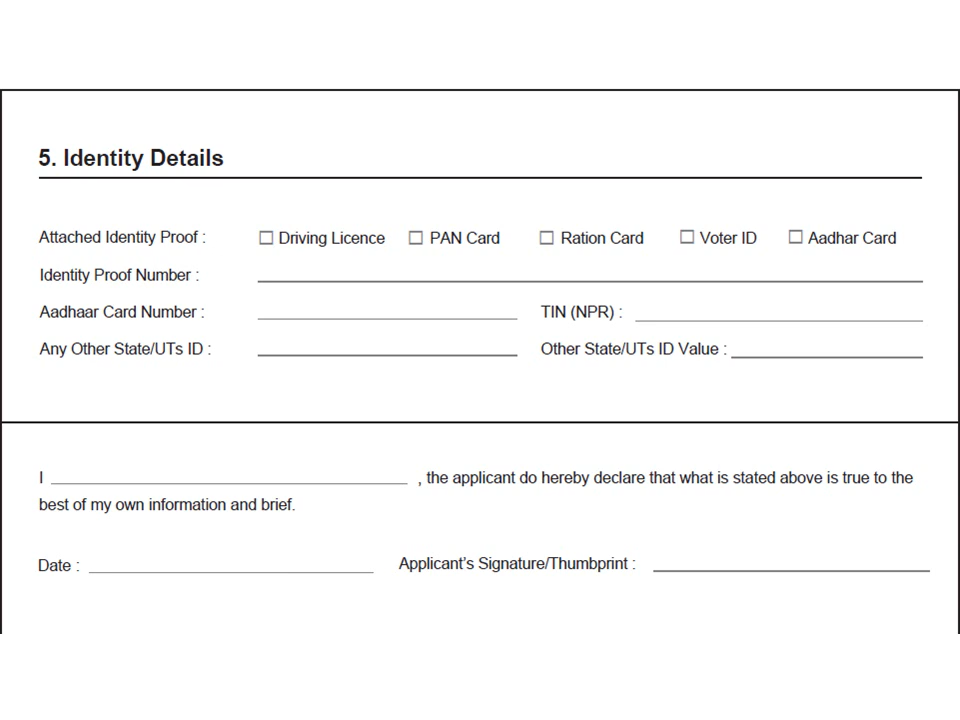 5. Identity Details
Attached Identity Proof : ☐ Driving Licence ☐ PAN Card ☐ Ration Card ☐ Voter ID ☐ Aadhar Card
Identity Proof Number :
Aadhaar Card Number : TIN (NPR) :
Any Other State/UTs ID : Other State/UTs ID Value :
I , the applicant do hereby declare that what is stated above is true to the
best of my own information and brief.
Date : Applicant's Signature/Thumbprint :